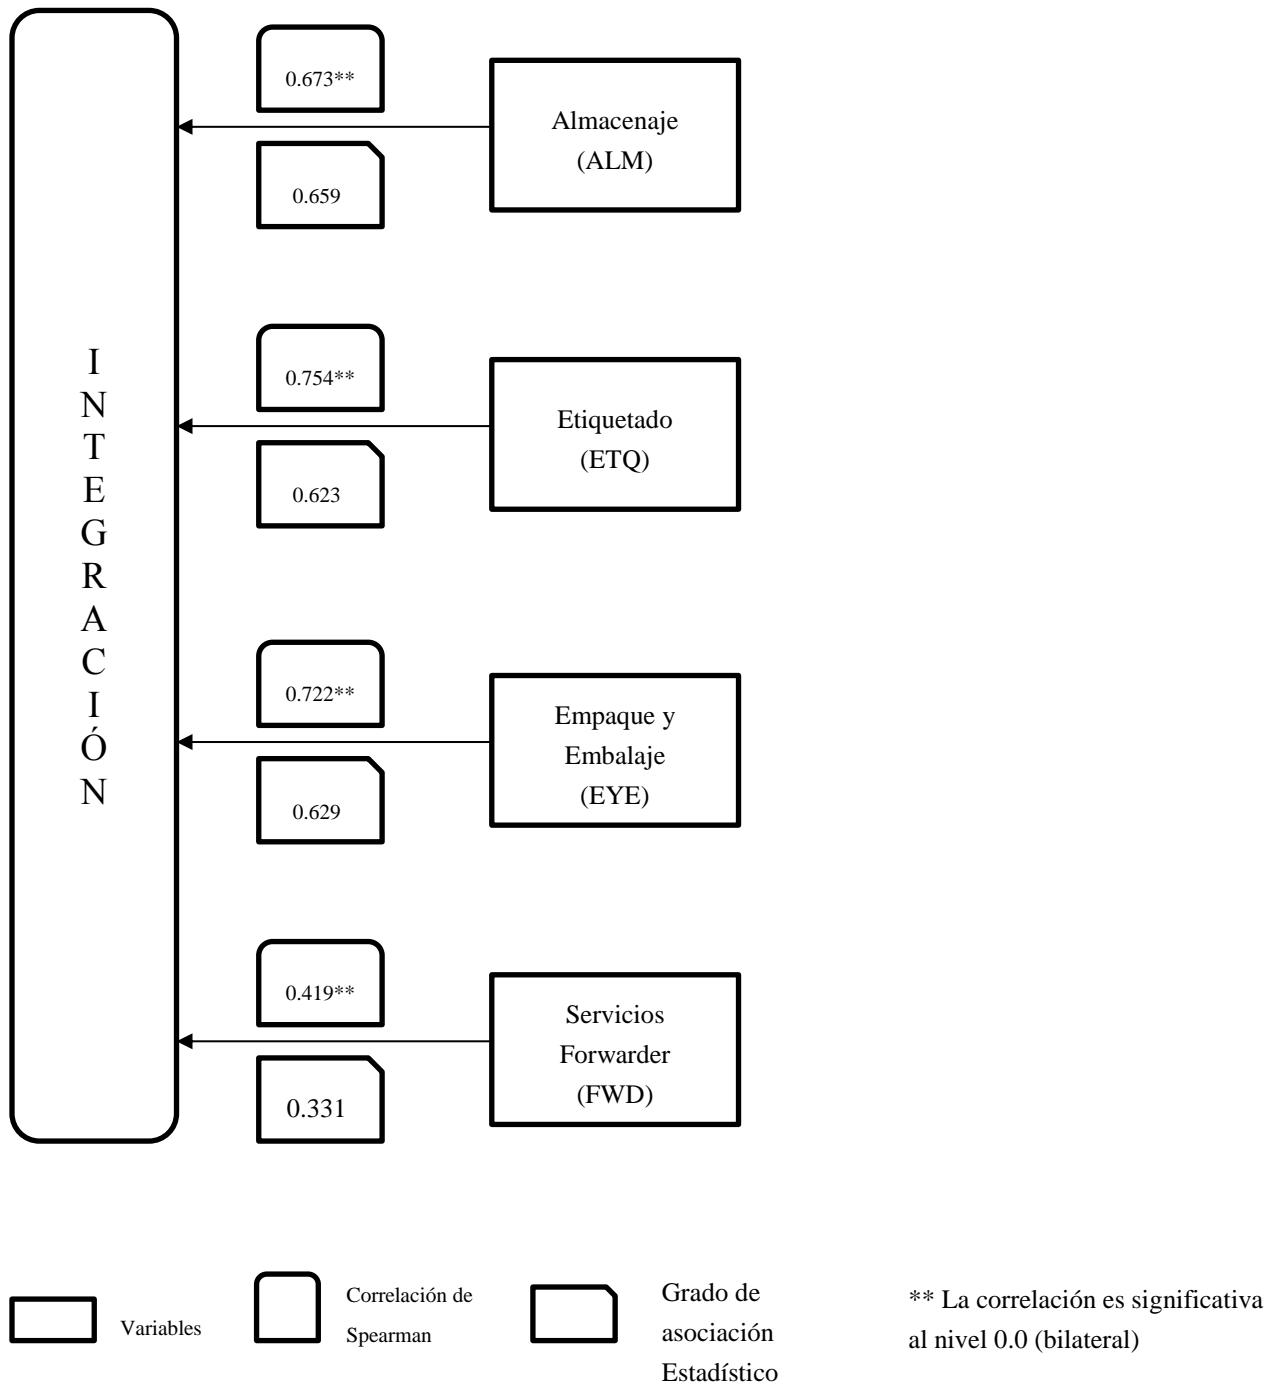 I
N
T
E
G
R
A
C
I
Ó
N
0.673**
0.659
Almacenaje
(ALM)
0.754**
0.623
Etiquetado
(ETQ)
0.722**
0.629
Empaque y
Embalaje
(EYE)
0.419**
0.331
Servicios
Forwarder
(FWD)
Variables
Correlación de
Spearman
Grado de
asociación
Estadístico
** La correlación es significativa
al nivel 0.0 (bilateral)